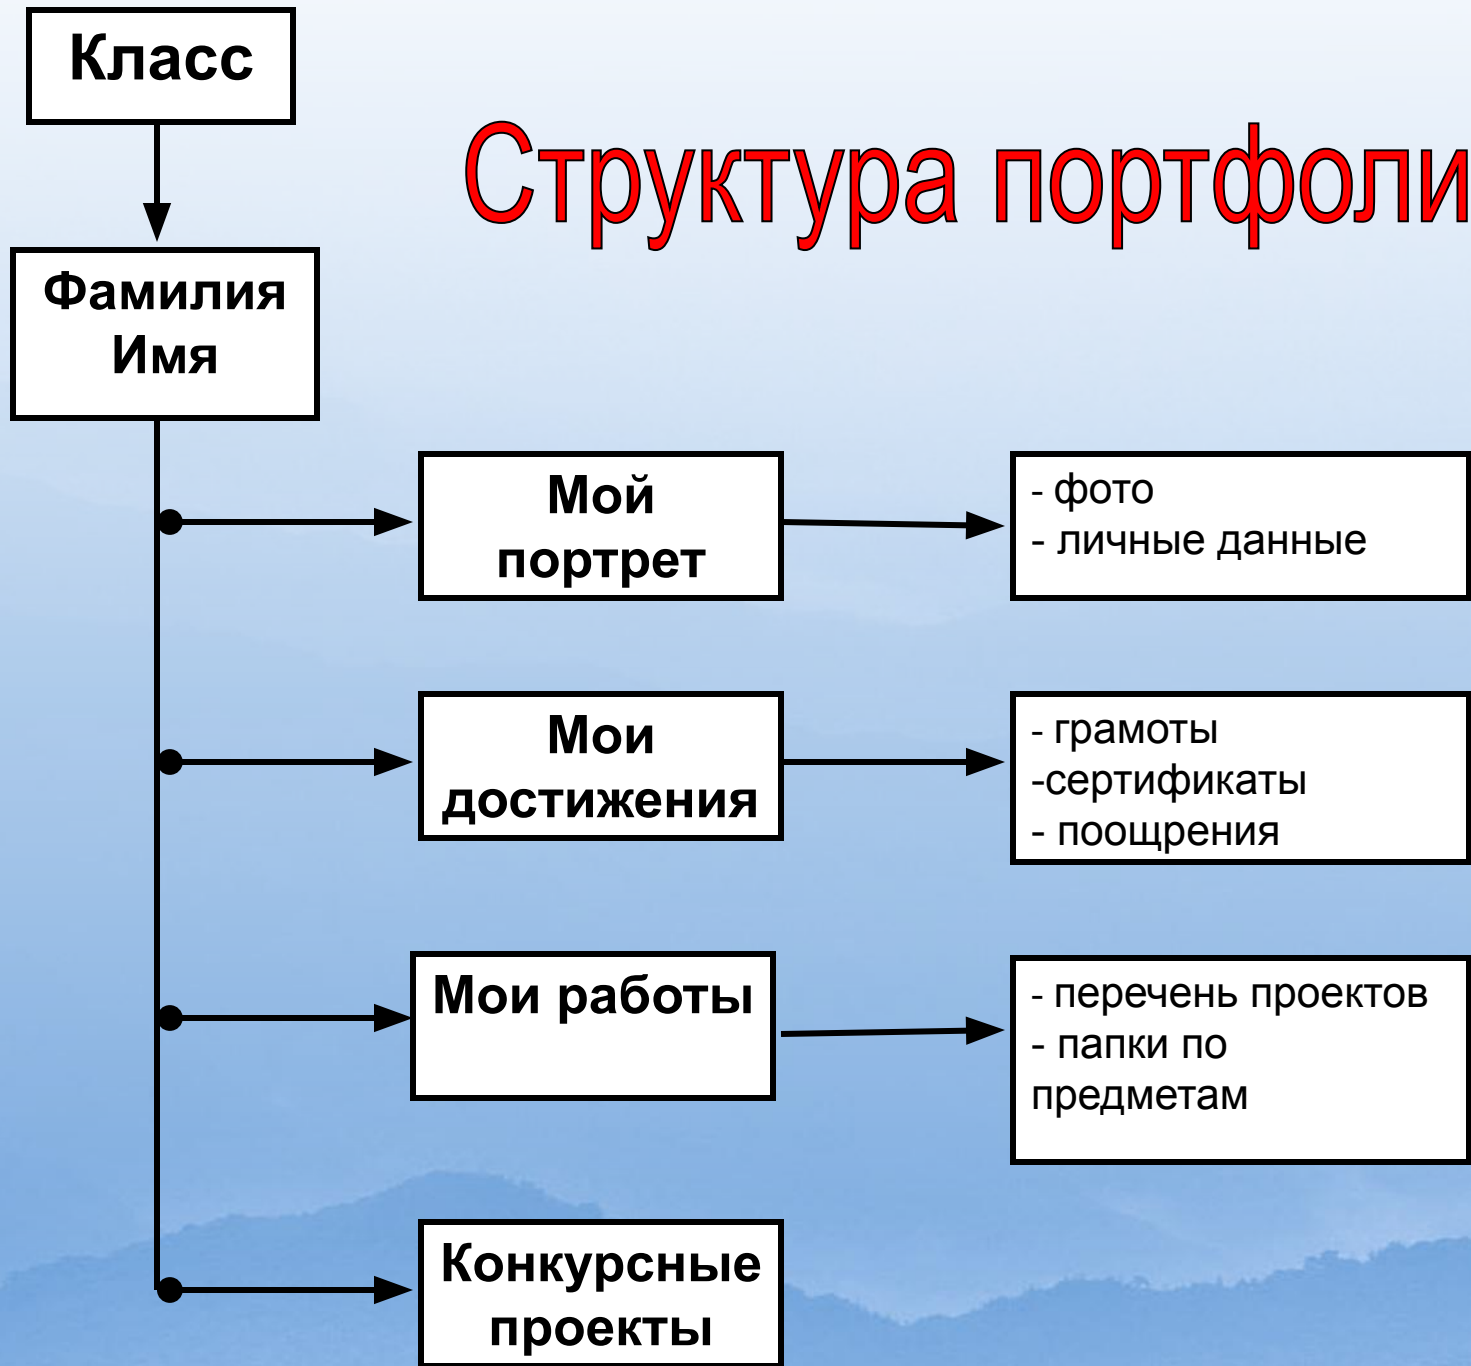 Класс
Структура портфоли
Фамилия
Имя
Мой
портрет
- фото
- личные данные
Мои
достижения
- грамоты
-сертификаты
- поощрения
Мои работы
- перечень проектов
- папки по
предметам
Конкурсные
проекты